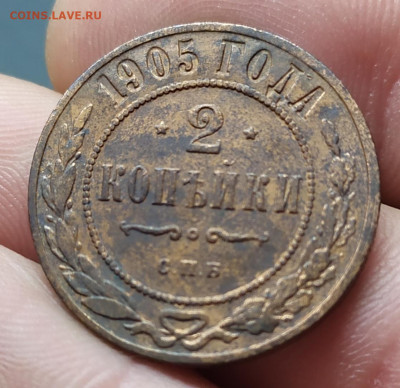 COINS.LAVE.RU
1905 ГОДА
2
КОПѢЙКИ
С.П.Б.